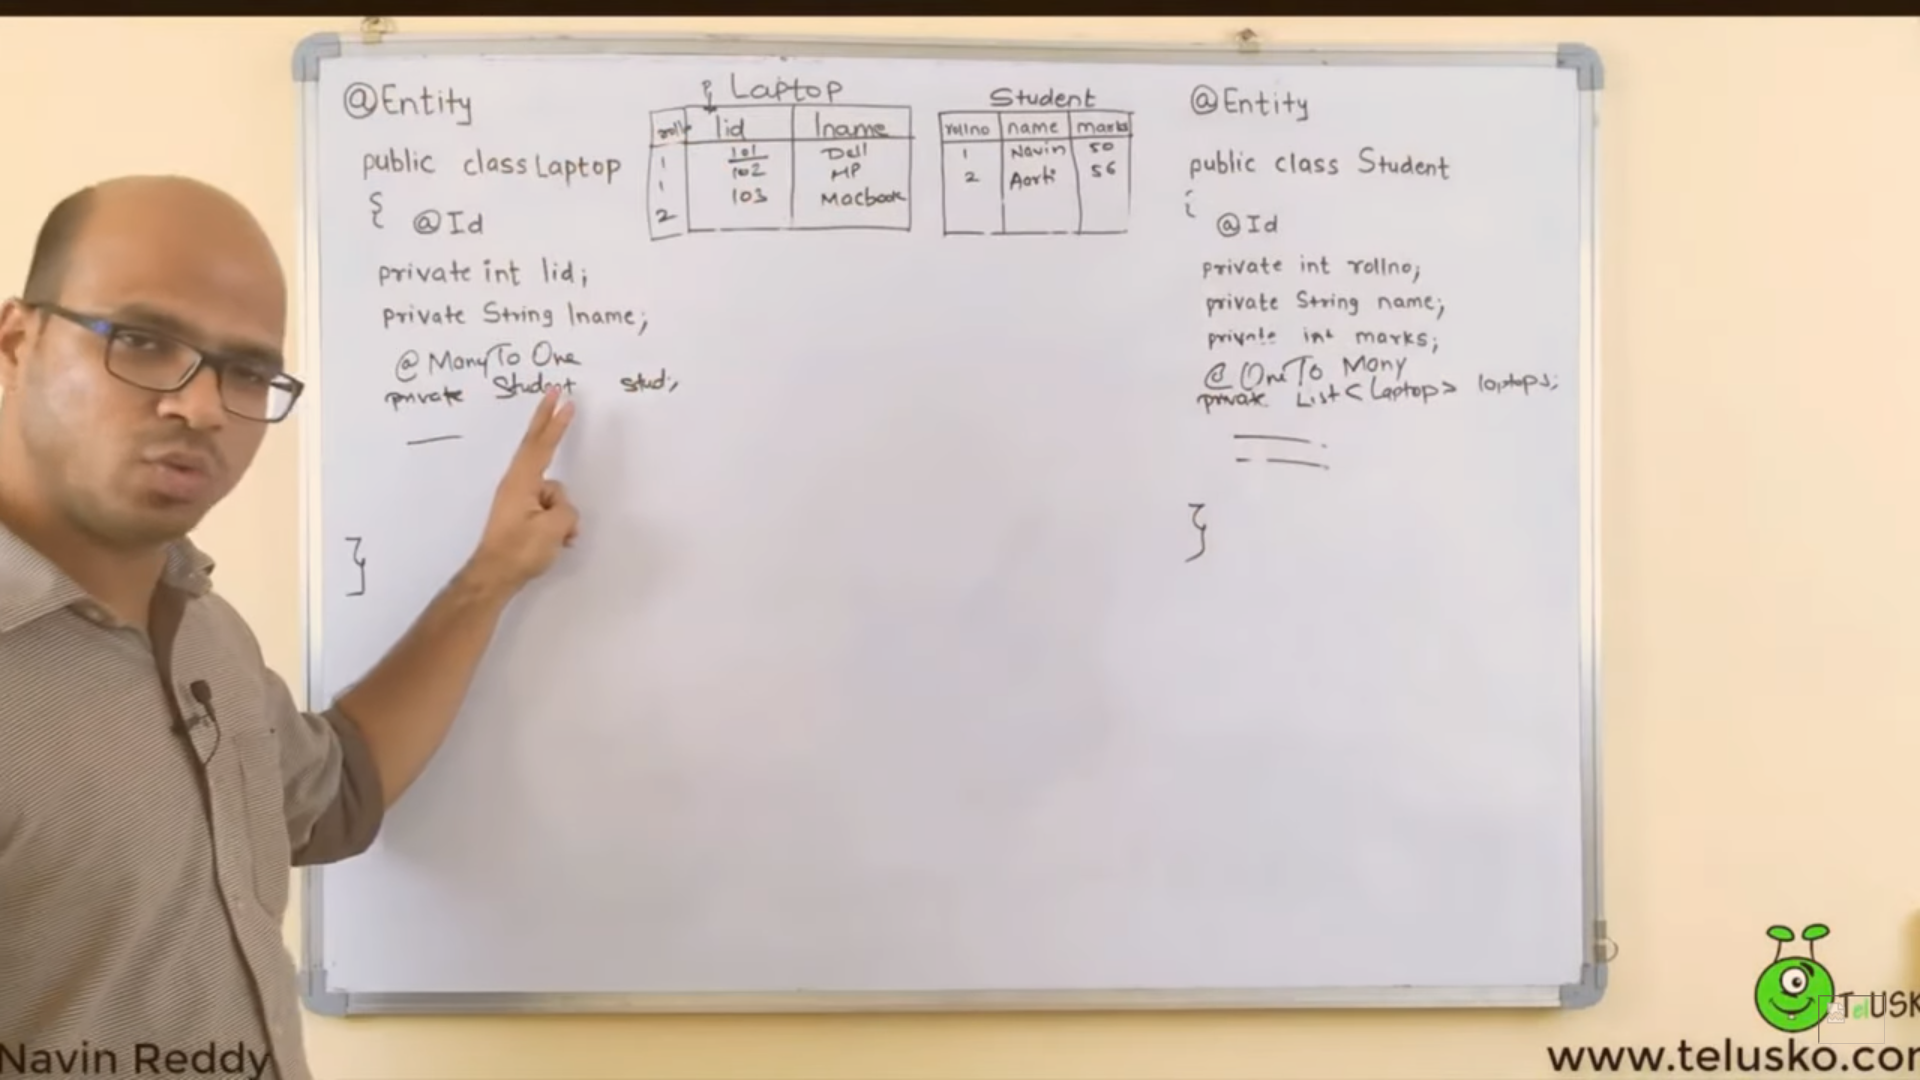 @Entity
public class Laptop
{ @Id
private int lid;
private String lname;
@ManyToOne
private Student stud;
}
Laptop
lid lname
1 101 Dell
1 102 HP
2 103 Macbook
Student
rollno name marks
1 Navin 50
2 Aarti 56
@Entity
public class Student
{
@Id
private int rollno;
private String name;
private int marks;
@OneToMany
private List<Laptop> laptops;
}
Navin Reddy
www.telusko.com